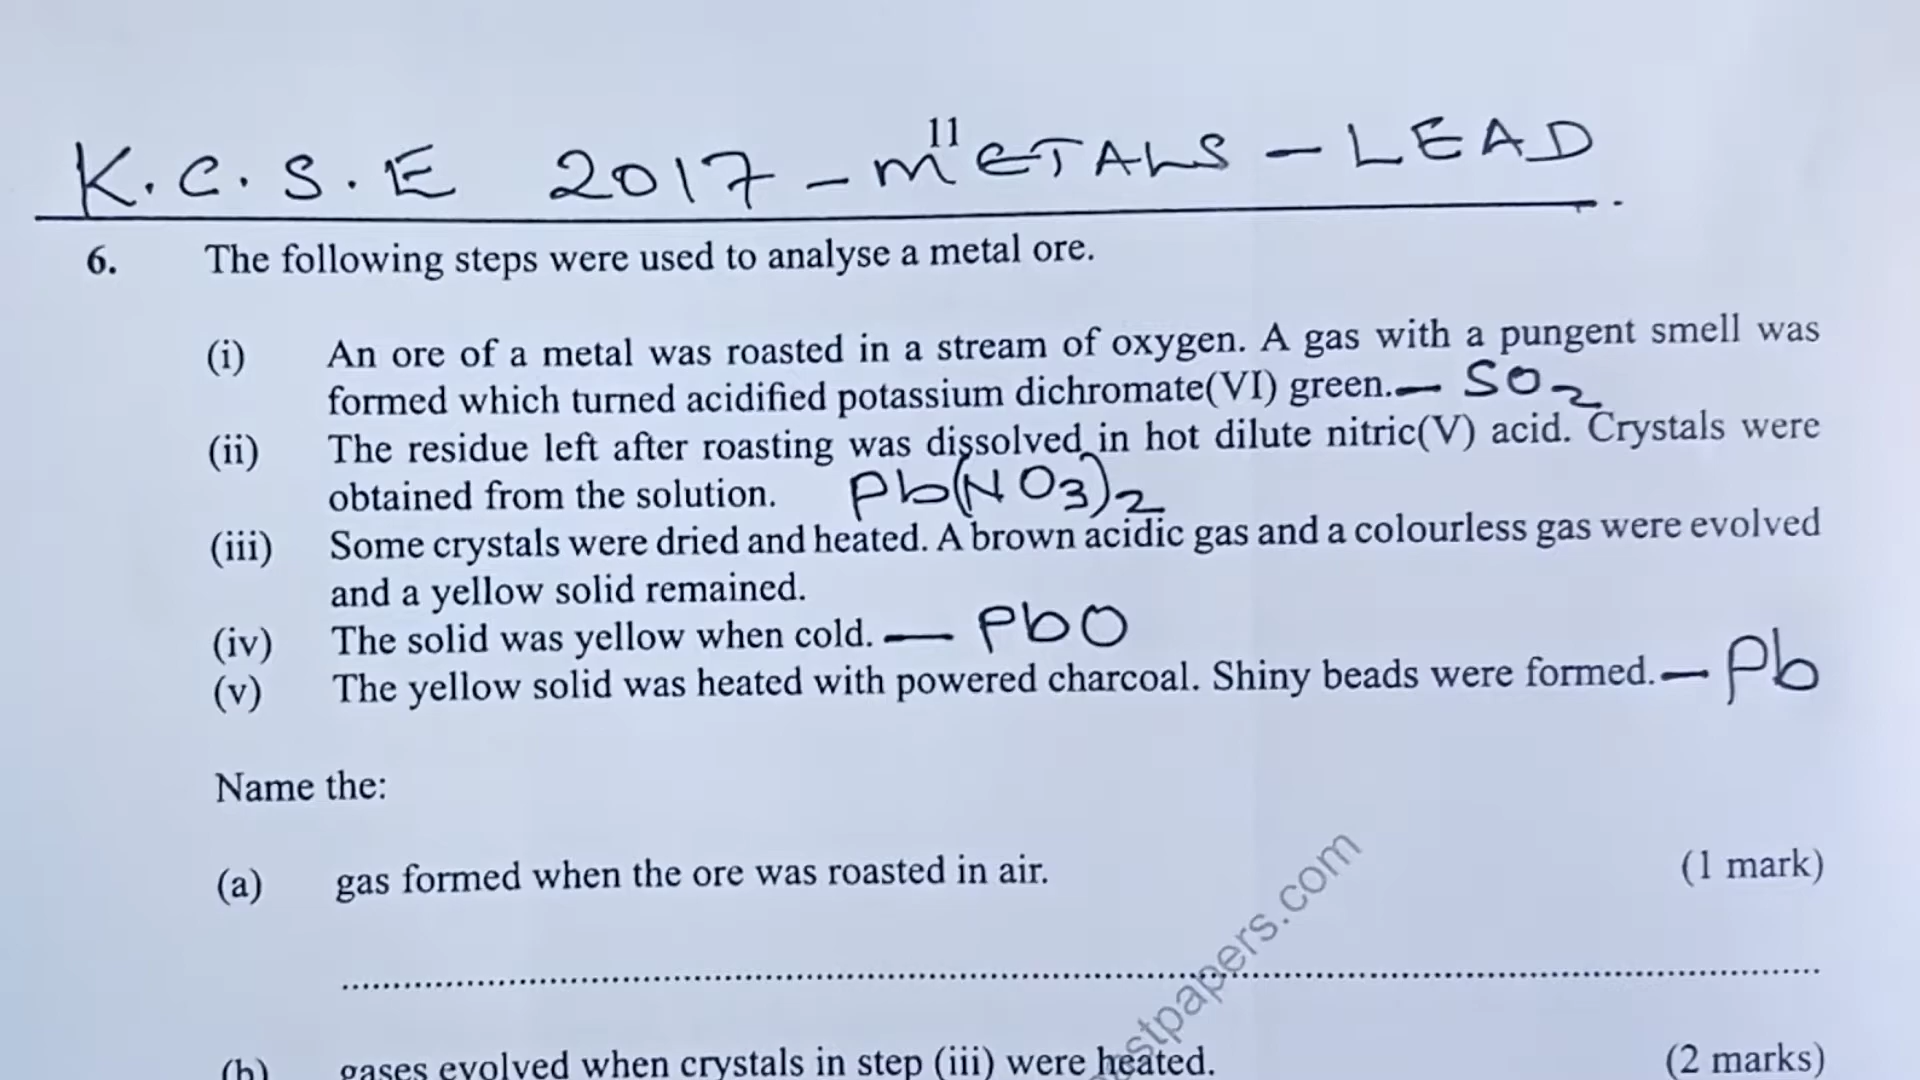 11
K.C.S.E 2017 - METALS - LEAD
6. The following steps were used to analyse a metal ore.
(i) An ore of a metal was roasted in a stream of oxygen. A gas with a pungent smell was
formed which turned acidified potassium dichromate(VI) green. — SO2
(ii) The residue left after roasting was dissolved in hot dilute nitric(V) acid. Crystals were
obtained from the solution. Pb(NO3)2
(iii) Some crystals were dried and heated. A brown acidic gas and a colourless gas were evolved
and a yellow solid remained.
(iv) The solid was yellow when cold. — PbO
(v) The yellow solid was heated with powered charcoal. Shiny beads were formed. — Pb
Name the:
(a) gas formed when the ore was roasted in air. (1 mark)
stpapers.com
(b) gases evolved when crystals in step (iii) were heated. (2 marks)